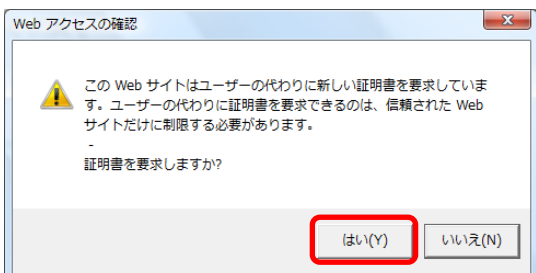 Web アクセスの確認
この Web サイトはユーザーの代わりに新しい証明書を要求していま
す。ユーザーの代わりに証明書を要求できるのは、信頼された Web
サイトだけに制限する必要があります。
-
証明書を要求しますか?
はい(Y)
いいえ(N)